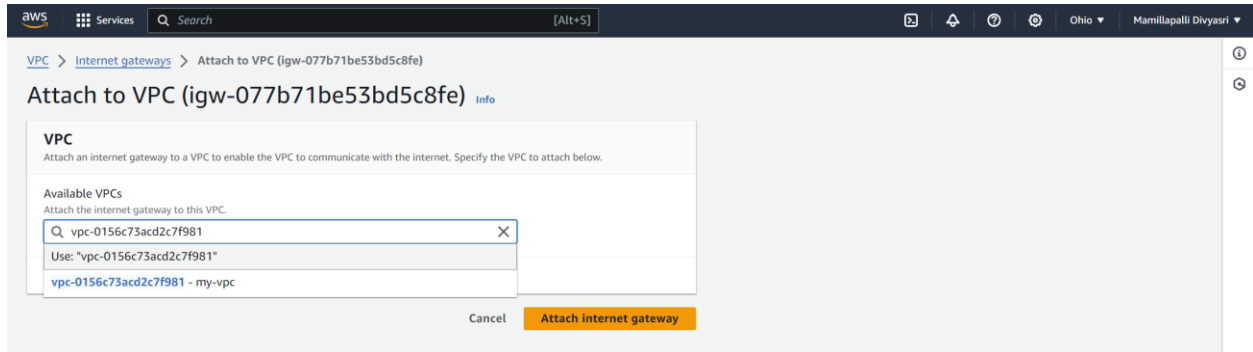 aws Services Search [Alt+S] Ohio Mamillapalli Divyasri
VPC > Internet gateways > Attach to VPC (igw-077b71be53bd5c8fe)
Attach to VPC (igw-077b71be53bd5c8fe) Info
VPC
Attach an internet gateway to a VPC to enable the VPC to communicate with the internet. Specify the VPC to attach below.
Available VPCs
Attach the internet gateway to this VPC.
vpc-0156c73acd2c7f981
Use: "vpc-0156c73acd2c7f981"
vpc-0156c73acd2c7f981 - my-vpc
Cancel Attach internet gateway